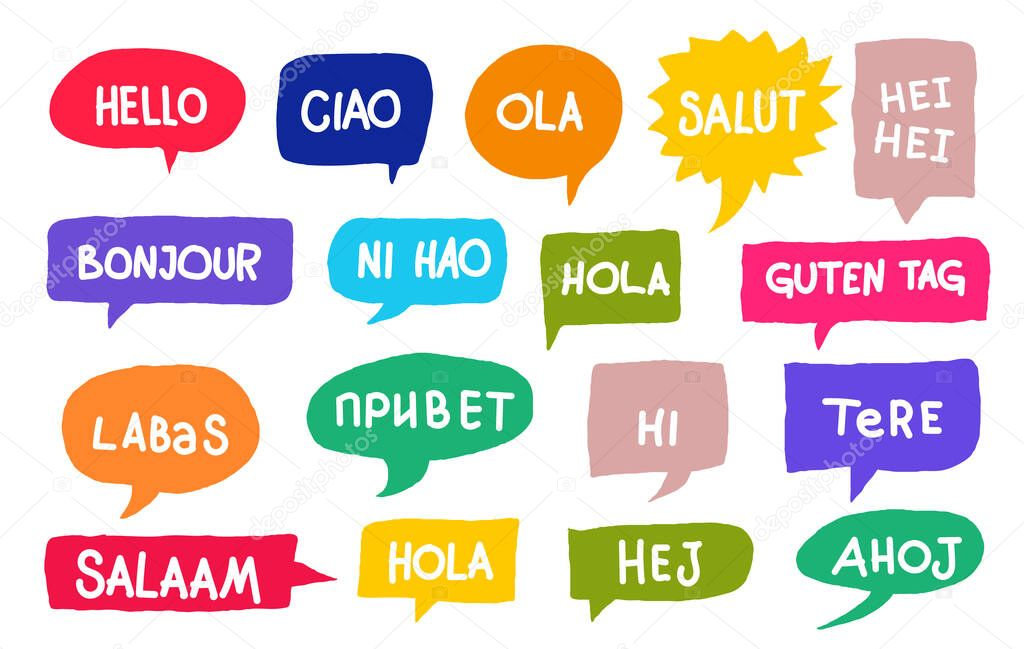 HELLO
CIAO
OLA
SALUT
HEI
HEI
BONJOUR
NI HAO
HOLA
GUTEN TAG
LABaS
ПРИВЕТ
HI
TeRE
SALAAM
HOLA
HEJ
AHOJ
depositphotos